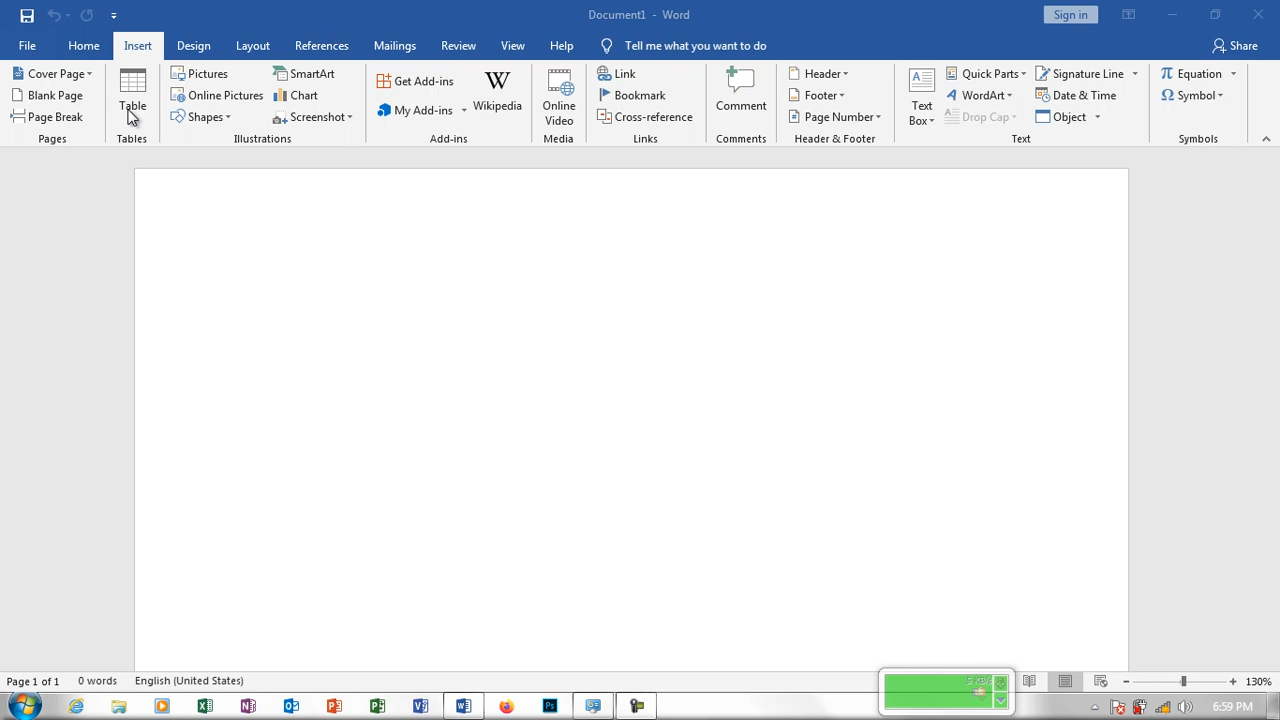 Document1 - Word
Sign in
File Home Insert Design Layout References Mailings Review View Help Tell me what you want to do Share
Cover Page
Blank Page
Page Break
Pages
Table
Tables
Pictures
Online Pictures
Shapes
SmartArt
Chart
Screenshot
Illustrations
Get Add-ins
My Add-ins
W
Wikipedia
Add-ins
Online
Video
Media
Link
Bookmark
Cross-reference
Links
Comment
Comments
Header
Footer
Page Number
Header & Footer
Text
Box
Quick Parts
WordArt
Drop Cap
Signature Line
Date & Time
Object
Text
π Equation
Ω Symbol
Symbols
Page 1 of 1 0 words English (United States)
130%
6:59 PM